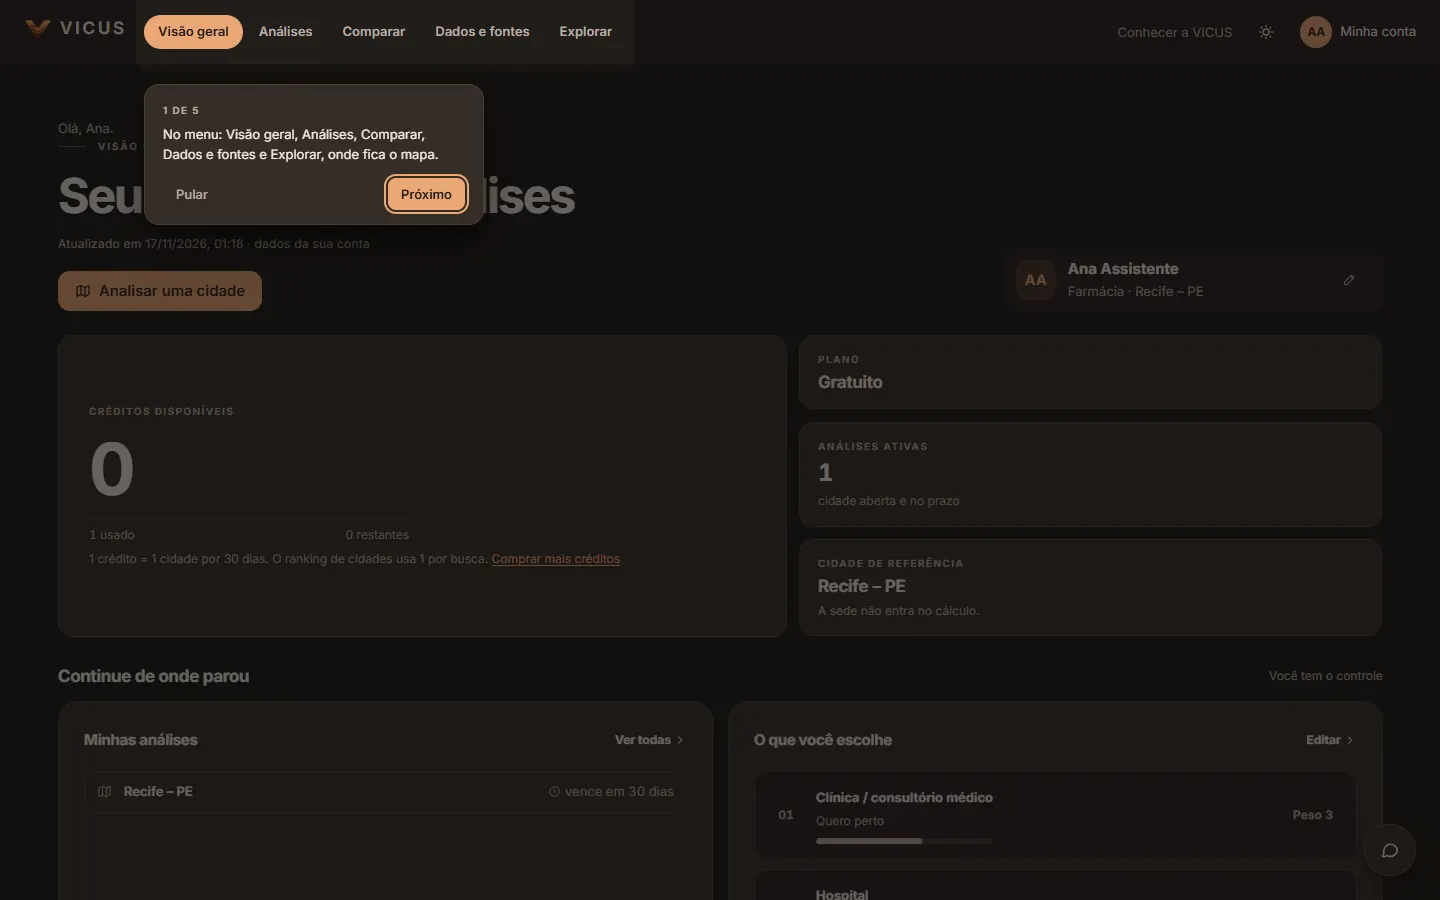 VICUS
Visão geral
Análises
Comparar
Dados e fontes
Explorar
Conhecer a VICUS
AA
Minha conta
1 DE 5
No menu: Visão geral, Análises, Comparar,
Dados e fontes e Explorar, onde fica o mapa.
Pular
Próximo
Olá, Ana.
VISÃO
Seu
lises
Atualizado em 17/11/2026, 01:18 · dados da sua conta
Analisar uma cidade
AA
Ana Assistente
Farmácia · Recife – PE
CRÉDITOS DISPONÍVEIS
0
1 usado
0 restantes
1 crédito = 1 cidade por 30 dias. O ranking de cidades usa 1 por busca. Comprar mais créditos
PLANO
Gratuito
ANÁLISES ATIVAS
1
cidade aberta e no prazo
CIDADE DE REFERÊNCIA
Recife – PE
A sede não entra no cálculo.
Continue de onde parou
Você tem o controle
Minhas análises
Ver todas
Recife – PE
vence em 30 dias
O que você escolhe
Editar
01
Clínica / consultório médico
Quero perto
Peso 3
Hospital